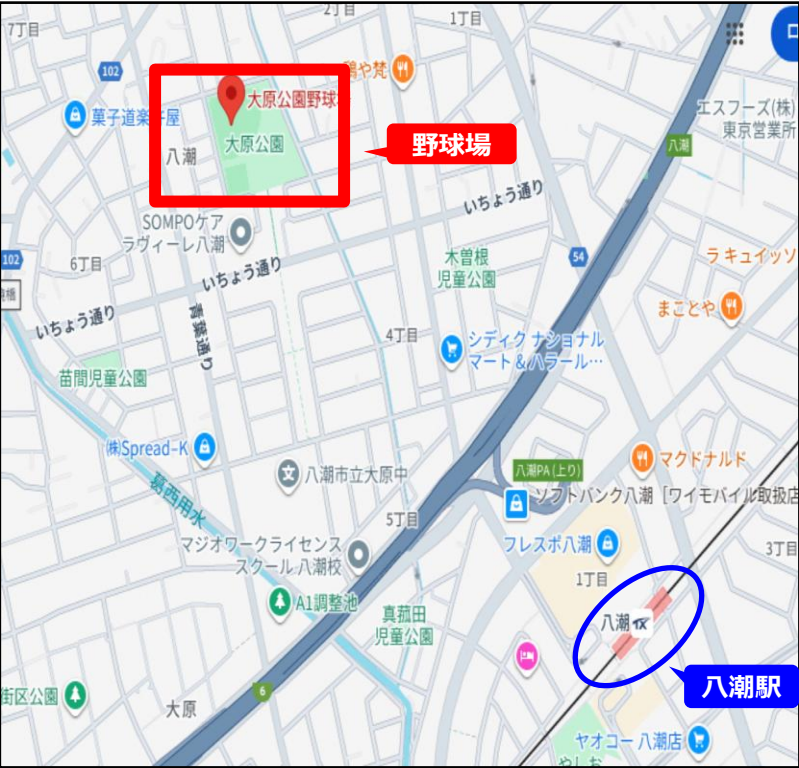 7丁目
2丁目
1丁目
ロ
102
鶏や梵
菓子道楽
屋
大原公園野球
大原公園
八潮
野球場
エスフーズ(株)
東京営業所
八潮
SOMPOケア
ラヴィーレ八潮
いちょう通り
102
6丁目
いちょう通り
木曽根
児童公園
54
ラ キュイッソ
まことや
いちょう通り
青葉通り
4丁目
シディク ナショナル
マート & ハラール…
苗間児童公園
(株)Spread-K
八潮市立大原中
八潮PA (上り)
マクドナルド
ソフトバンク八潮 [ワイモバイル取扱店
葛西用水
5丁目
マジオワークライセンス
スクール 八潮校
フレスポ八潮
3丁目
1丁目
A1調整池
真菰田
児童公園
八潮
TX
八潮駅
街区公園
大原
6
ヤオコー 八潮店
やしお